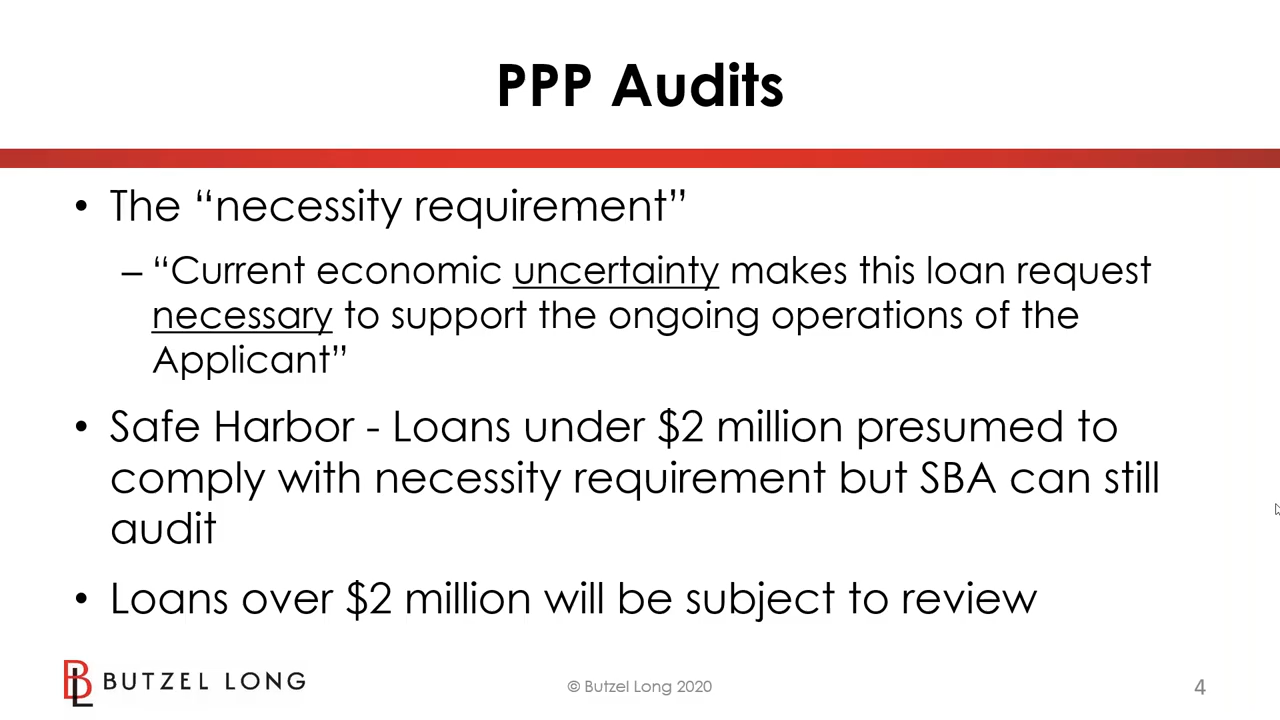 PPP Audits
• The “necessity requirement”
– “Current economic uncertainty makes this loan request
necessary to support the ongoing operations of the
Applicant”
• Safe Harbor - Loans under $2 million presumed to
comply with necessity requirement but SBA can still
audit
• Loans over $2 million will be subject to review
BL BUTZEL LONG
© Butzel Long 2020
4